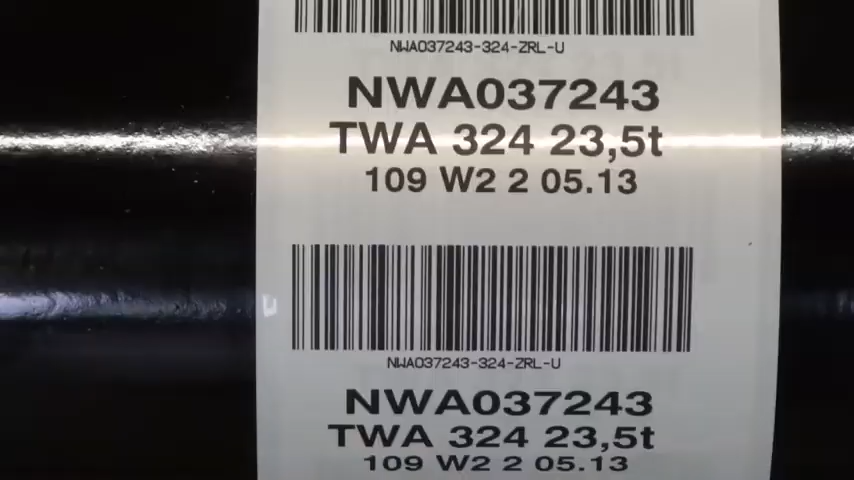 NWA037243-324-ZRL-U
NWA037243
TWA 324 23,5t
109 W2 2 05.13
NWA037243-324-ZRL-U
NWA037243
TWA 324 23,5t
109 W2 2 05.13